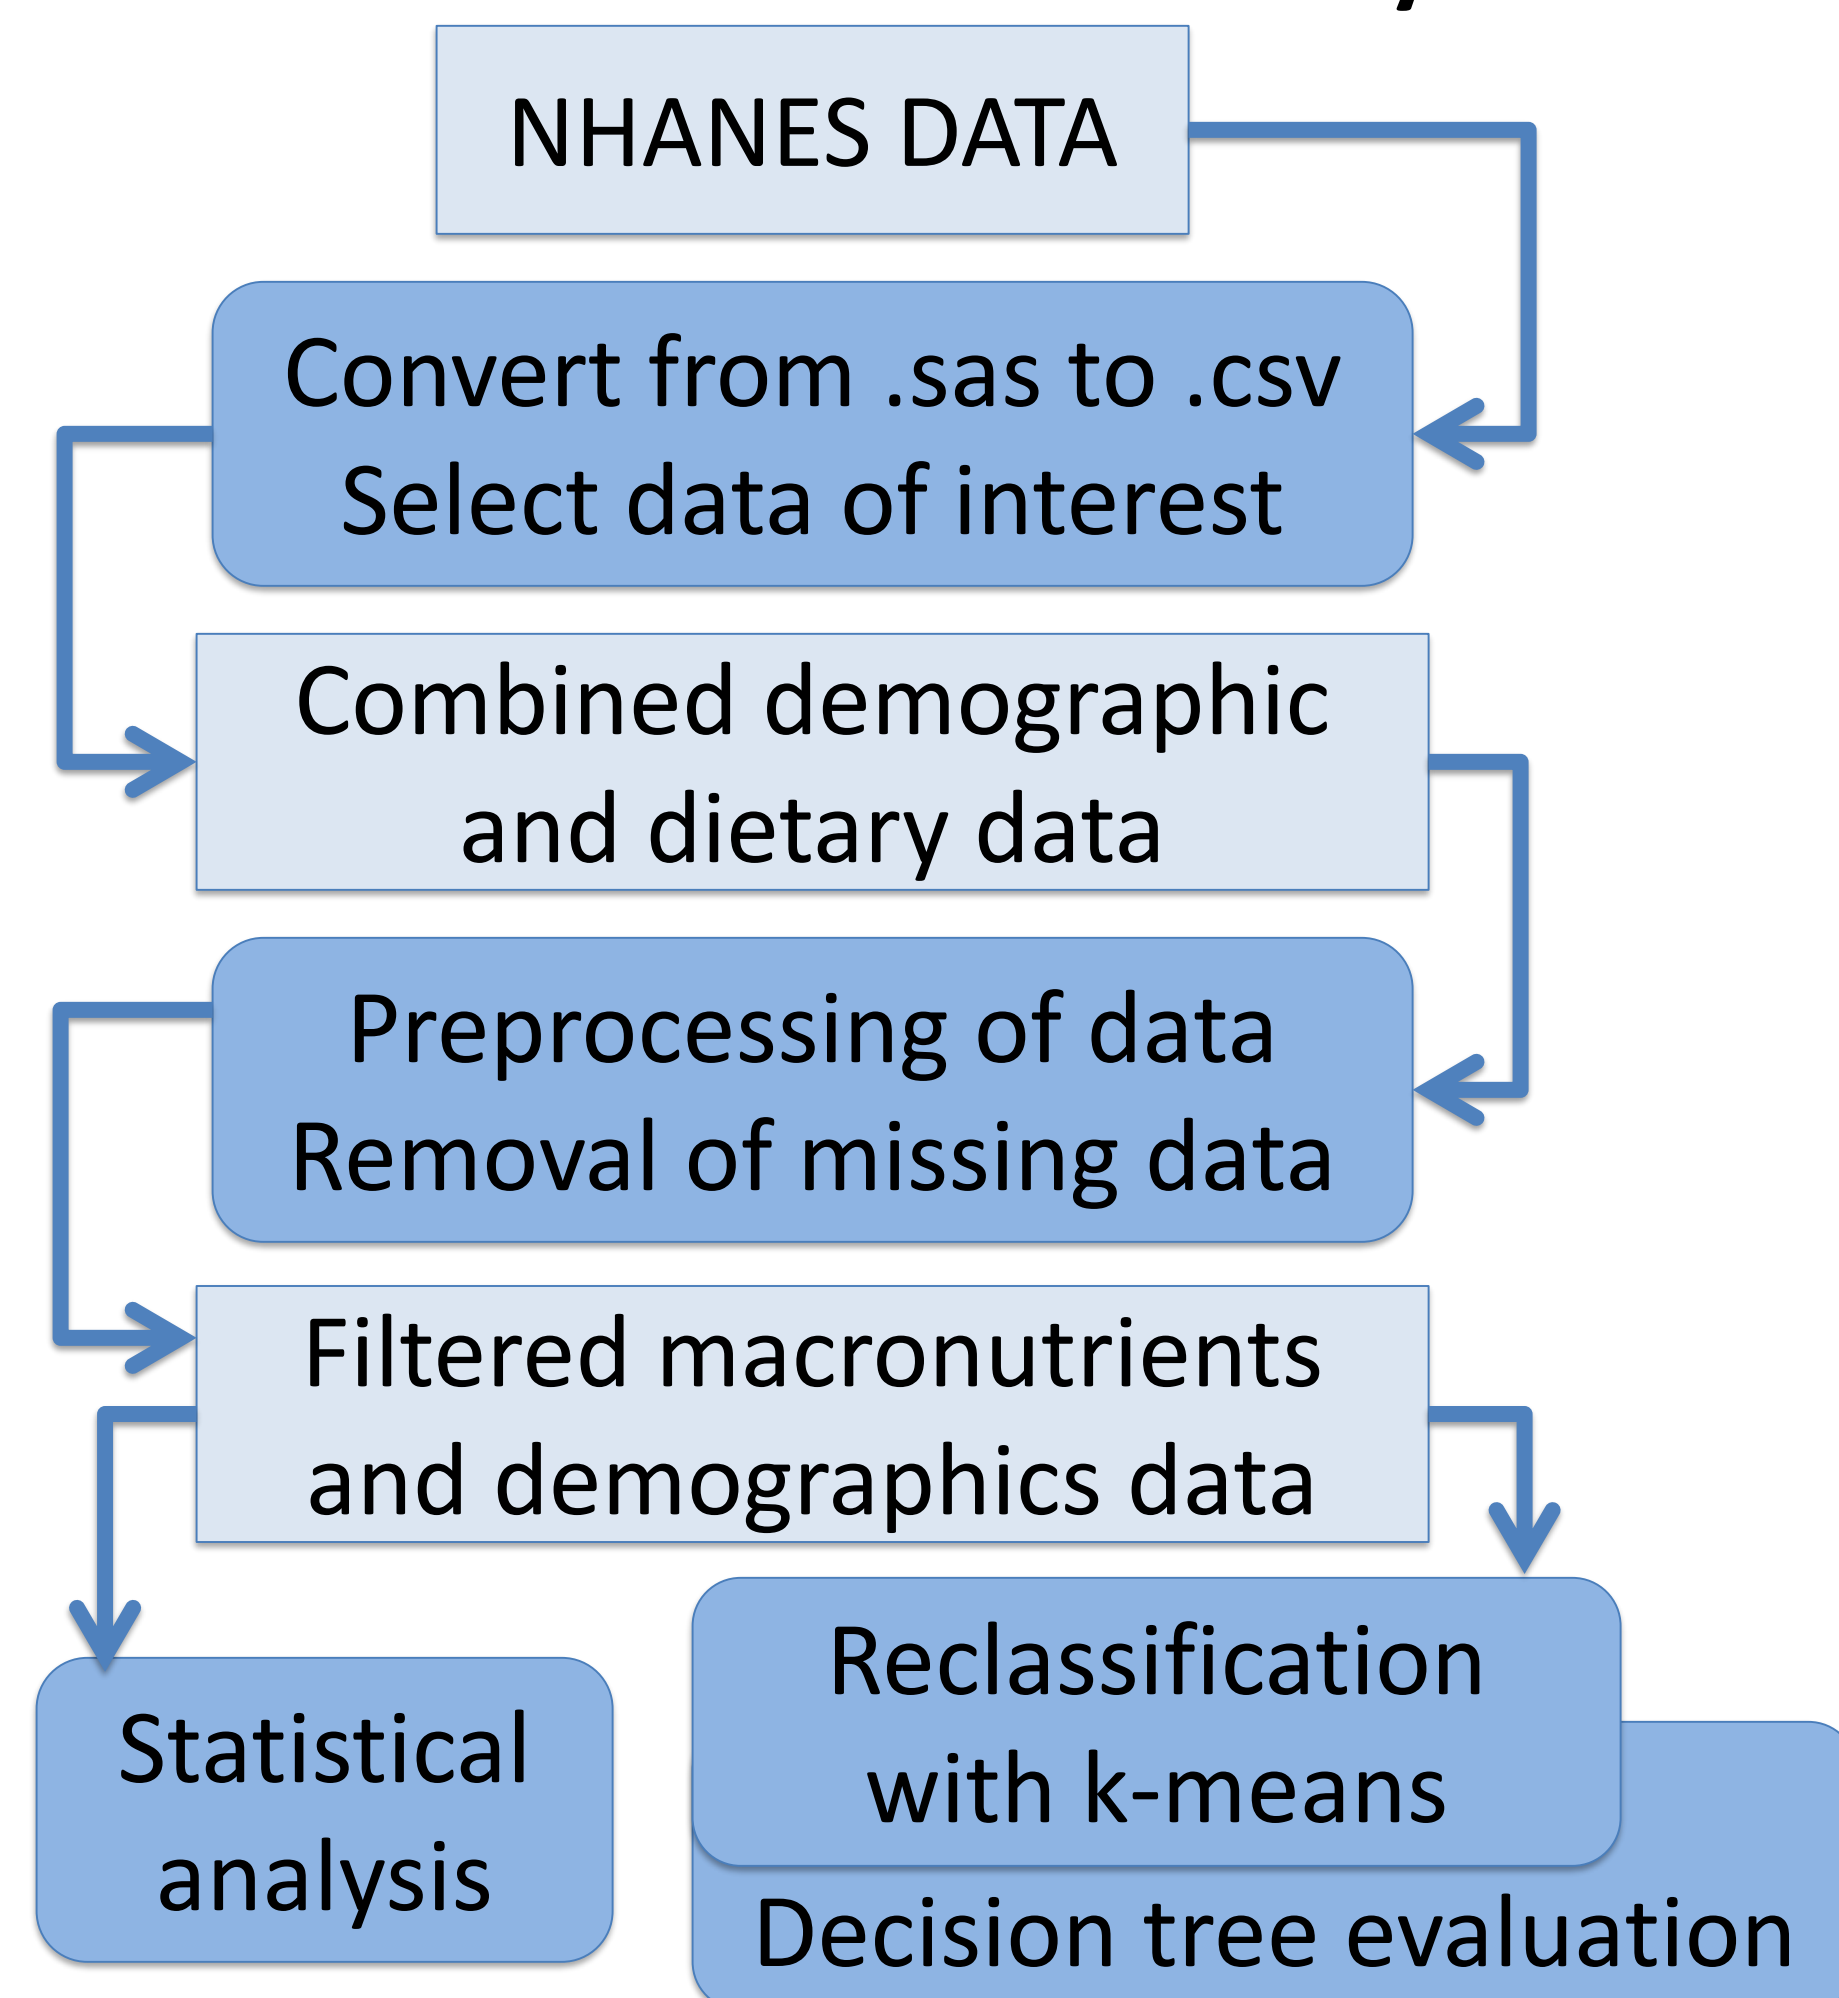 NHANES DATA
Convert from .sas to .csv
Select data of interest
Combined demographic
and dietary data
Preprocessing of data
Removal of missing data
Filtered macronutrients
and demographics data
Statistical
analysis
Reclassification
with k-means
Decision tree evaluation